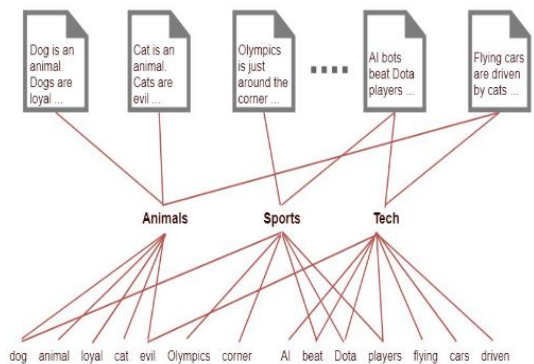 Dog is an
animal.
Dogs are
loyal ...
Cat is an
animal.
Cats are
evil ...
Olympics
is just
around the
corner ...
AI bots
beat Dota
players ...
Flying cars
are driven
by cats ...
Animals Sports Tech
dog animal loyal cat evil Olympics corner AI beat Dota players flying cars driven